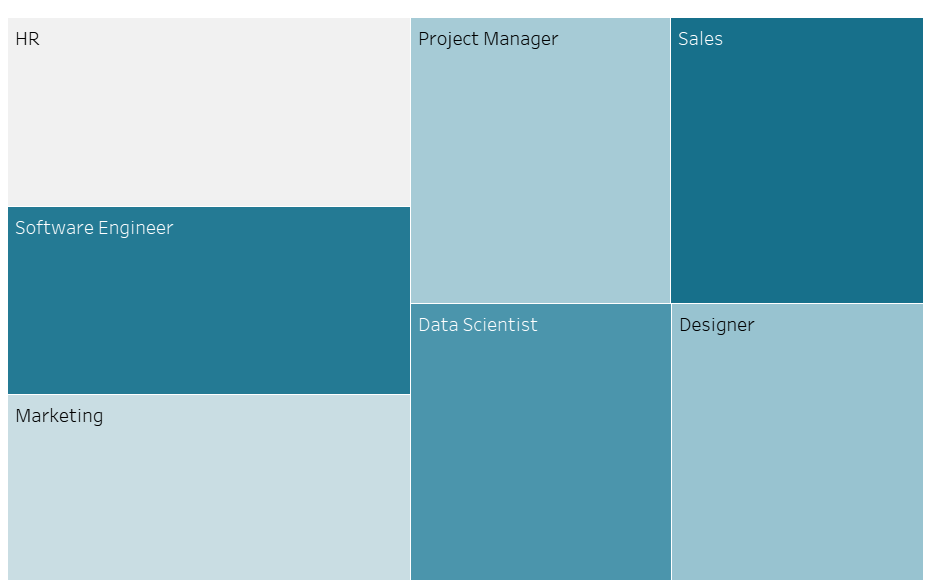 HR
Project Manager
Sales
Software Engineer
Data Scientist
Designer
Marketing